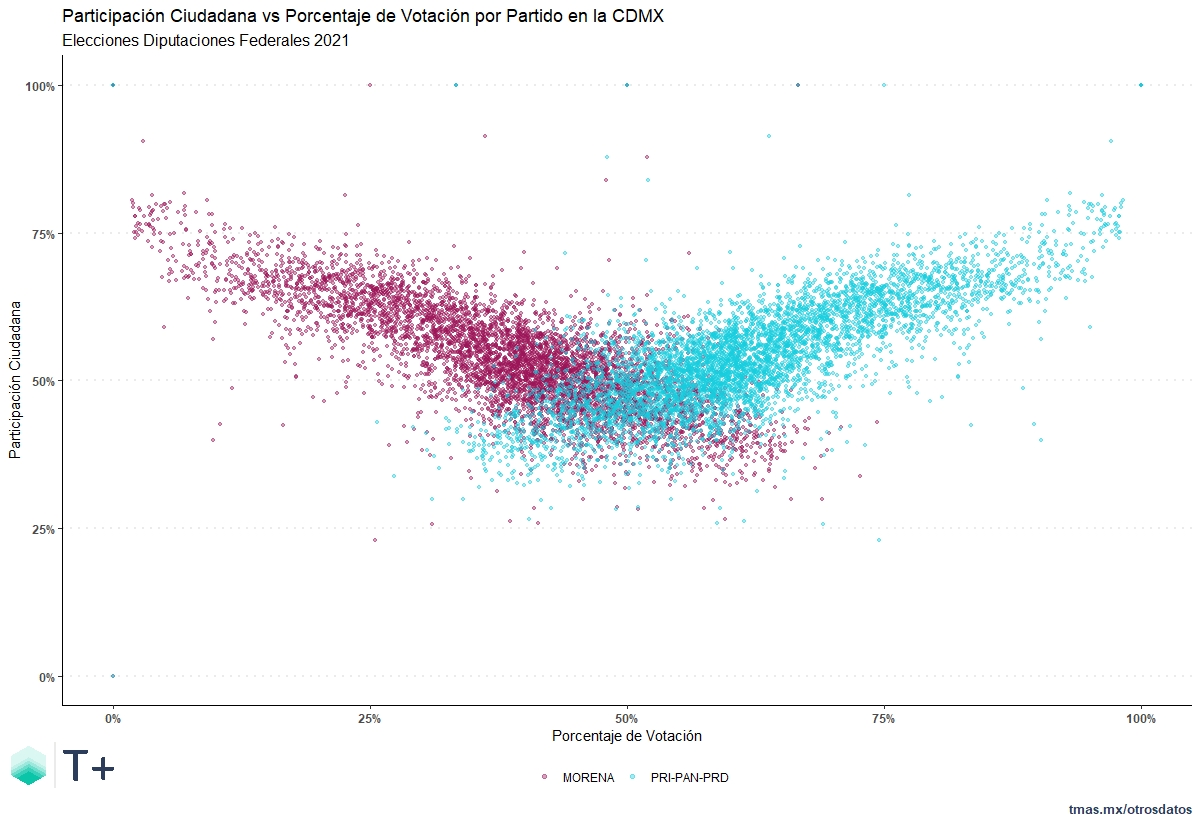 Participación Ciudadana vs Porcentaje de Votación por Partido en la CDMX
Elecciones Diputaciones Federales 2021
Participación Ciudadana
100%
75%
50%
25%
0%
0%
25%
50%
75%
100%
Porcentaje de Votación
MORENA
PRI-PAN-PRD
T+
tmas.mx/otrosdatos